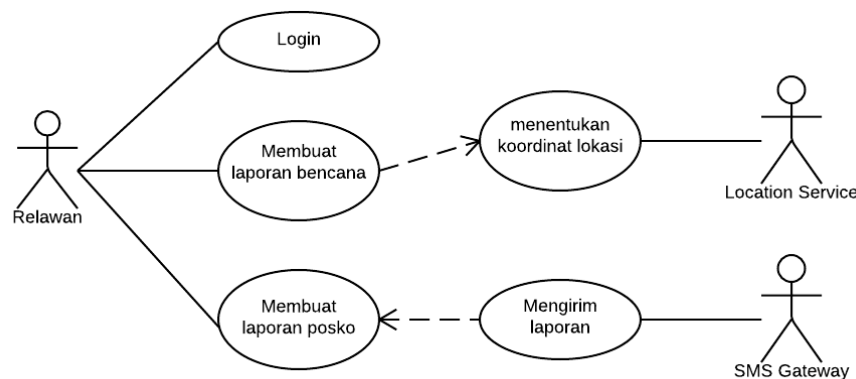 Login
Membuat
laporan bencana
menentukan
koordinat lokasi
Relawan
Location Service
Membuat
laporan posko
Mengirim
laporan
SMS Gateway